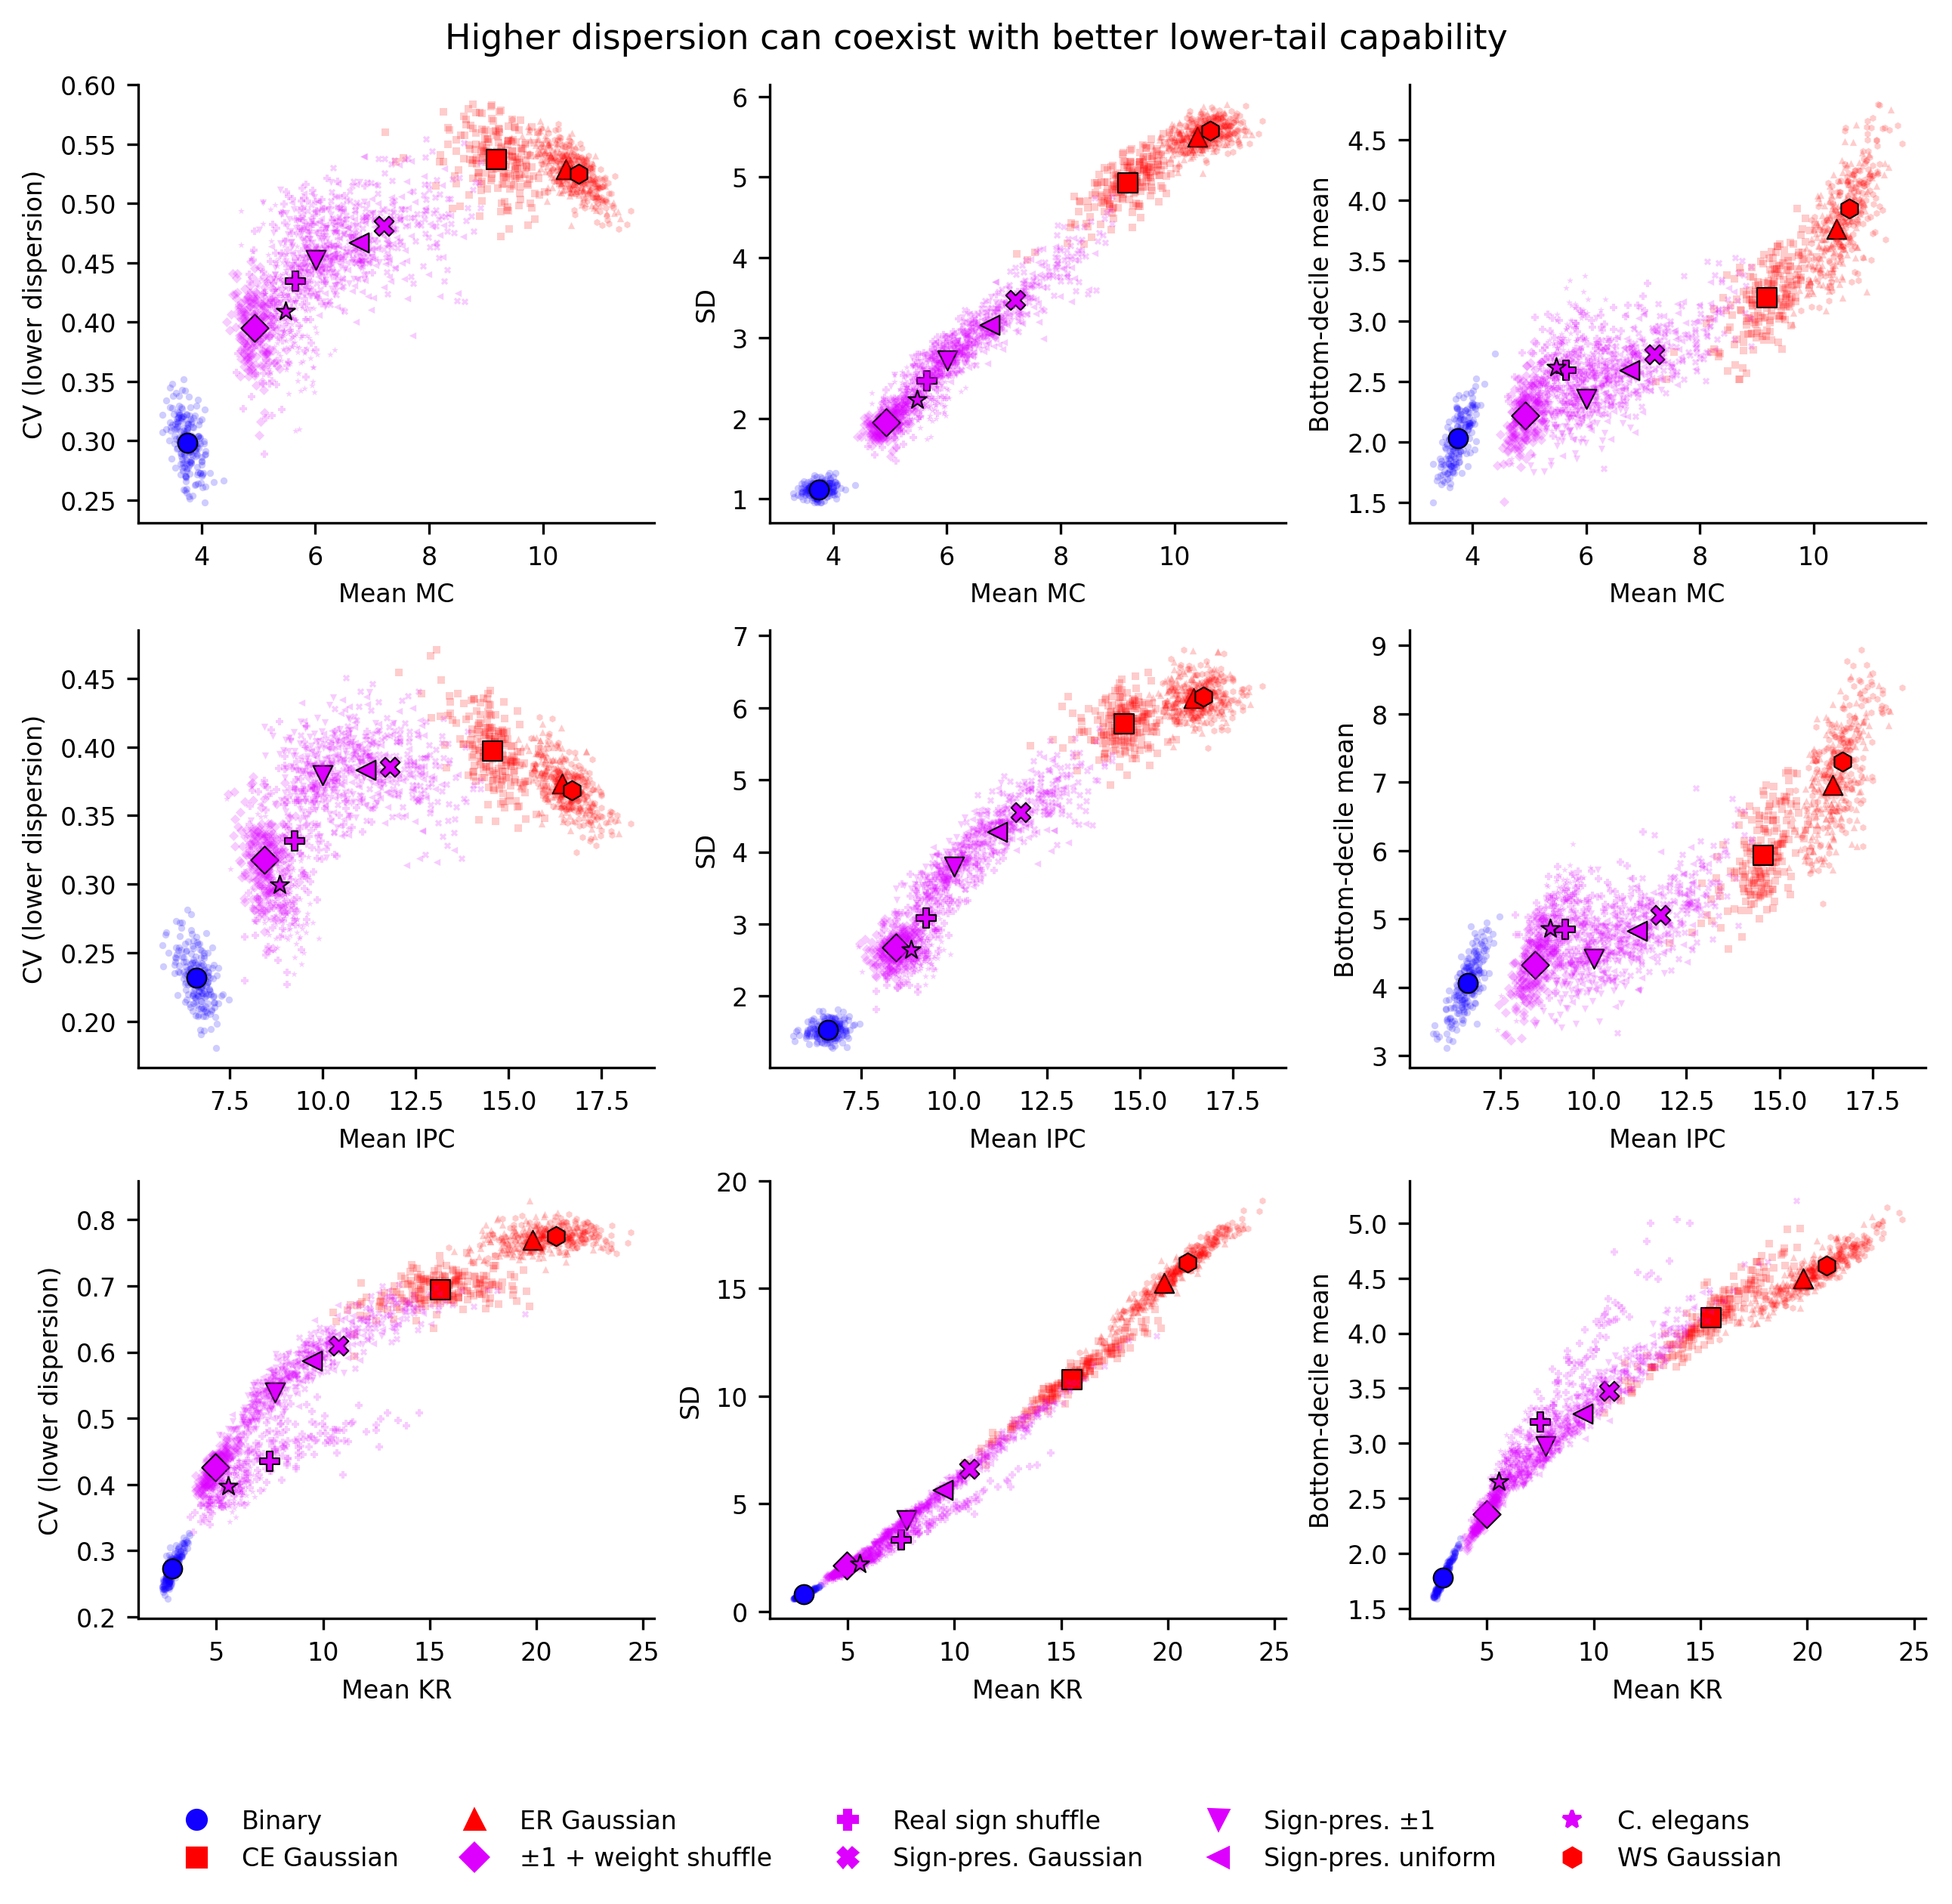 Higher dispersion can coexist with better lower-tail capability
CV (lower dispersion)
0.60
0.55
0.50
0.45
0.40
0.35
0.30
0.25
4 6 8 10
Mean MC
SD
6
5
4
3
2
1
4 6 8 10
Mean MC
Bottom-decile mean
4.5
4.0
3.5
3.0
2.5
2.0
1.5
4 6 8 10
Mean MC
CV (lower dispersion)
0.45
0.40
0.35
0.30
0.25
0.20
7.5 10.0 12.5 15.0 17.5
Mean IPC
SD
7
6
5
4
3
2
7.5 10.0 12.5 15.0 17.5
Mean IPC
Bottom-decile mean
9
8
7
6
5
4
3
7.5 10.0 12.5 15.0 17.5
Mean IPC
CV (lower dispersion)
0.8
0.7
0.6
0.5
0.4
0.3
0.2
5 10 15 20 25
Mean KR
SD
20
15
10
5
0
5 10 15 20 25
Mean KR
Bottom-decile mean
5.0
4.5
4.0
3.5
3.0
2.5
2.0
1.5
5 10 15 20 25
Mean KR
Binary
CE Gaussian
ER Gaussian
±1 + weight shuffle
Real sign shuffle
Sign-pres. Gaussian
Sign-pres. ±1
Sign-pres. uniform
C. elegans
WS Gaussian